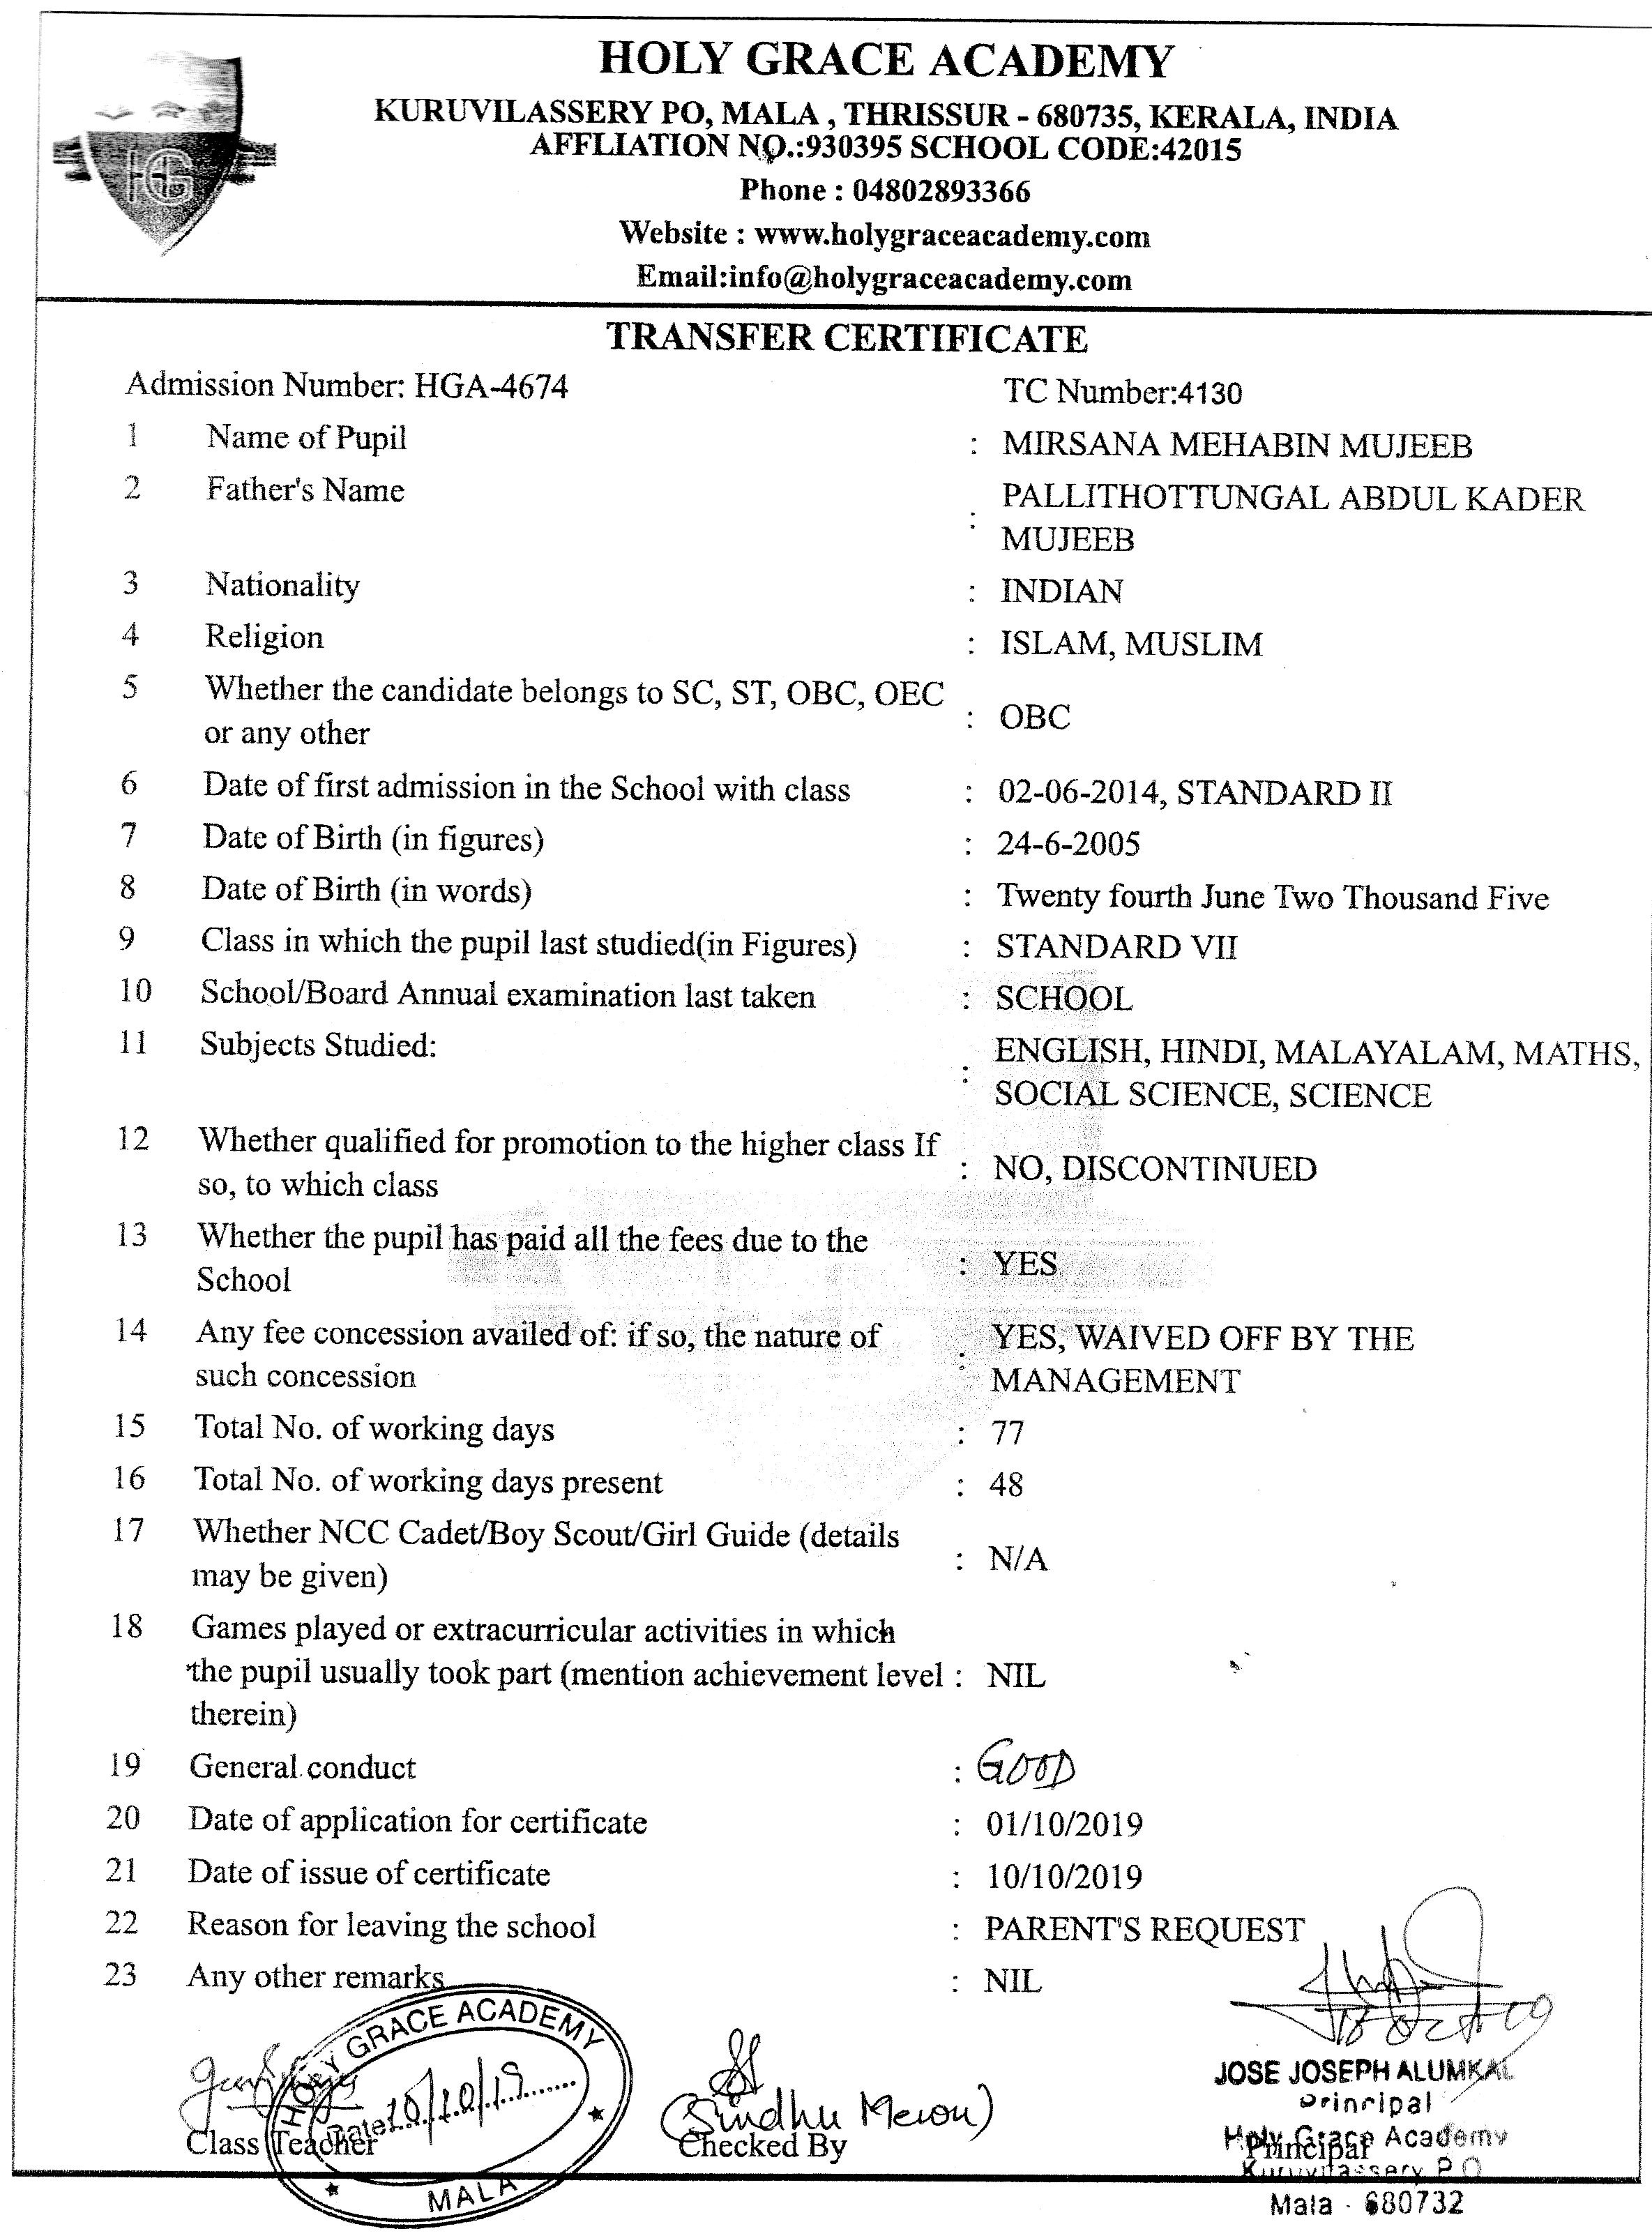 HG
HOLY GRACE ACADEMY
KURUVILASSERY PO, MALA , THRISSUR - 680735, KERALA, INDIA
AFFLIATION NO.:930395 SCHOOL CODE:42015
Phone : 04802893366
Website : www.holygraceacademy.com
Email:info@holygraceacademy.com
TRANSFER CERTIFICATE
Admission Number: HGA-4674 TC Number:4130
1 Name of Pupil : MIRSANA MEHABIN MUJEEB
2 Father's Name : PALLITHOTTUNGAL ABDUL KADER
MUJEEB
3 Nationality : INDIAN
4 Religion : ISLAM, MUSLIM
5 Whether the candidate belongs to SC, ST, OBC, OEC
or any other : OBC
6 Date of first admission in the School with class : 02-06-2014, STANDARD II
7 Date of Birth (in figures) : 24-6-2005
8 Date of Birth (in words) : Twenty fourth June Two Thousand Five
9 Class in which the pupil last studied(in Figures) : STANDARD VII
10 School/Board Annual examination last taken : SCHOOL
11 Subjects Studied: : ENGLISH, HINDI, MALAYALAM, MATHS,
SOCIAL SCIENCE, SCIENCE
12 Whether qualified for promotion to the higher class If
so, to which class : NO, DISCONTINUED
13 Whether the pupil has paid all the fees due to the
School : YES
14 Any fee concession availed of: if so, the nature of : YES, WAIVED OFF BY THE
such concession MANAGEMENT
15 Total No. of working days : 77
16 Total No. of working days present : 48
17 Whether NCC Cadet/Boy Scout/Girl Guide (details
may be given) : N/A
18 Games played or extracurricular activities in which
the pupil usually took part (mention achievement level : NIL
therein)
19 General conduct : GOOD
20 Date of application for certificate : 01/10/2019
21 Date of issue of certificate : 10/10/2019
22 Reason for leaving the school : PARENT'S REQUEST
23 Any other remarks : NIL
HOLY GRACE ACADEMY
Date 10/10/19
MALA
Class Teacher
(Sindhu Menon)
Checked By
JOSE JOSEPH ALUMKAL
Principal
Holy Grace Academy
Principal
Kuruvilassery P.O
Mala - 680732